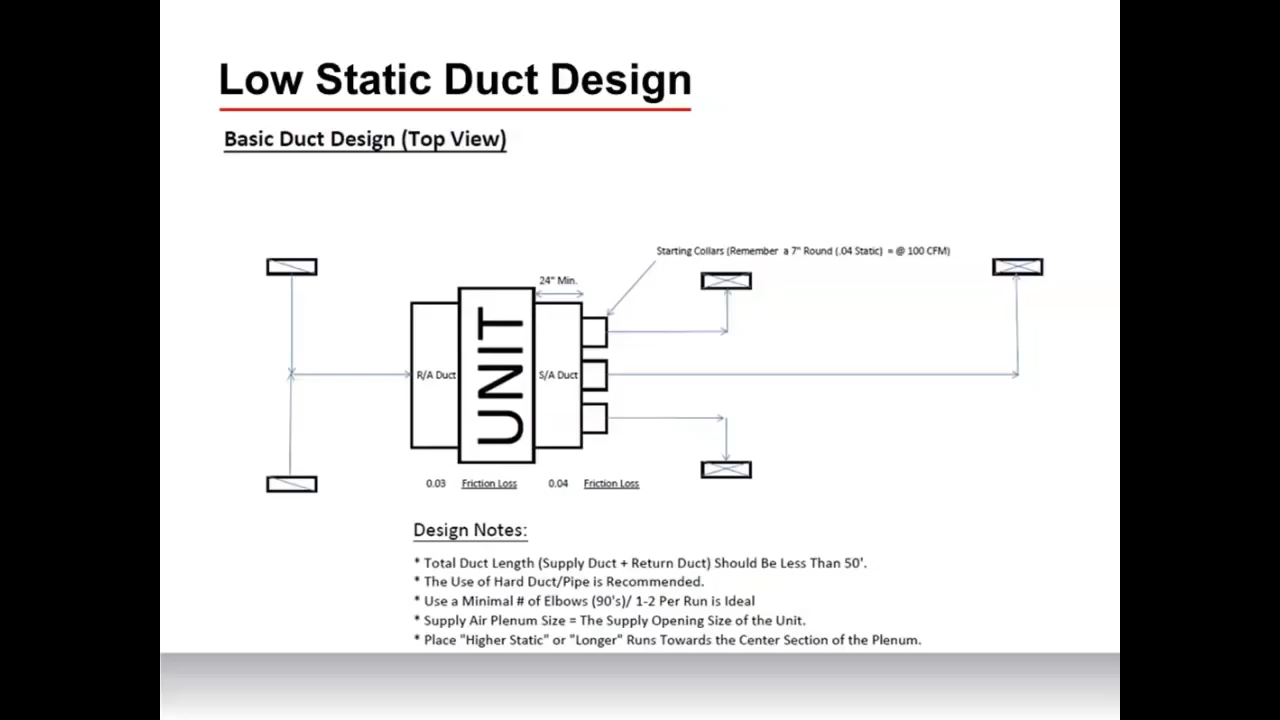 Low Static Duct Design
Basic Duct Design (Top View)
Starting Collars (Remember a 7" Round (.04 Static) = @ 100 CFM)
24" Min.
UNIT
R/A Duct
S/A Duct
0.03 Friction Loss 0.04 Friction Loss
Design Notes:
* Total Duct Length (Supply Duct + Return Duct) Should Be Less Than 50'.
* The Use of Hard Duct/Pipe is Recommended.
* Use a Minimal # of Elbows (90's)/ 1-2 Per Run is Ideal
* Supply Air Plenum Size = The Supply Opening Size of the Unit.
* Place "Higher Static" or "Longer" Runs Towards the Center Section of the Plenum.